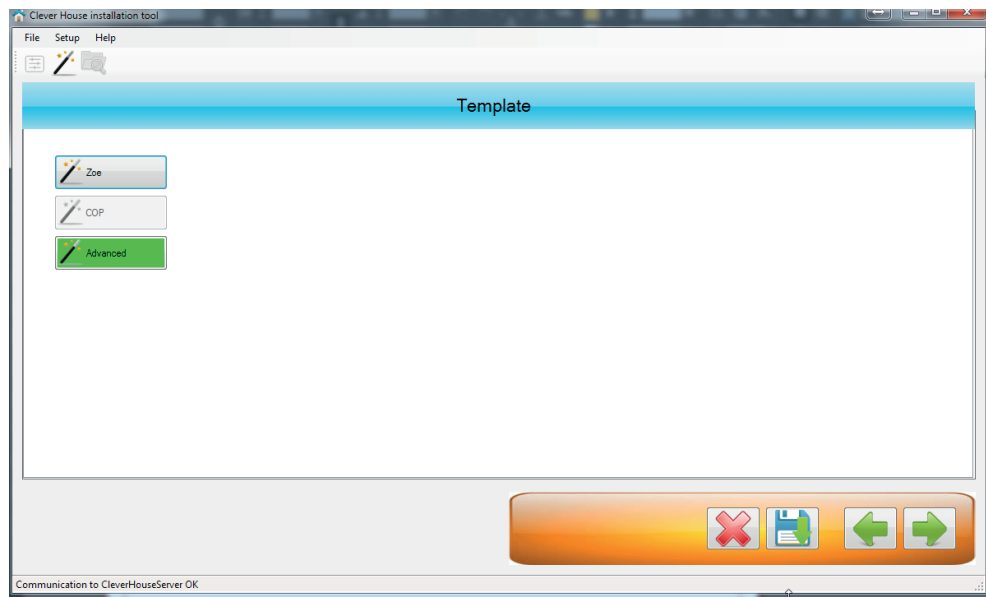 Clever House installation tool
File Setup Help
Template
Zoe
COP
Advanced
Communication to CleverHouseServer OK